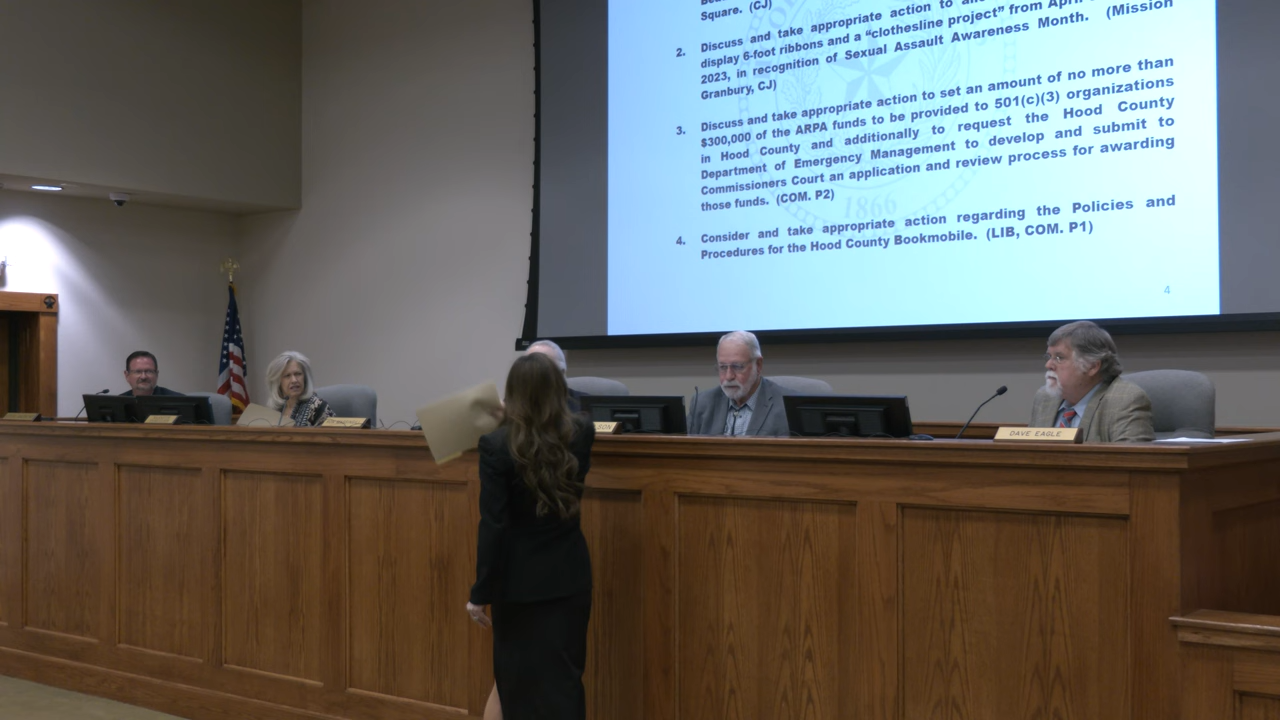 Square. (CJ)
2. Discuss and take appropriate action to
display 6-foot ribbons and a “clothesline project” from April
2023, in recognition of Sexual Assault Awareness Month. (Mission
Granbury, CJ)
3. Discuss and take appropriate action to set an amount of no more than
$300,000 of the ARPA funds to be provided to 501(c)(3) organizations
in Hood County and additionally to request the Hood County
Department of Emergency Management to develop and submit to
Commissioners Court an application and review process for awarding
those funds. (COM. P2)
1866
4. Consider and take appropriate action regarding the Policies and
Procedures for the Hood County Bookmobile. (LIB, COM. P1)
4
DAVE EAGLE